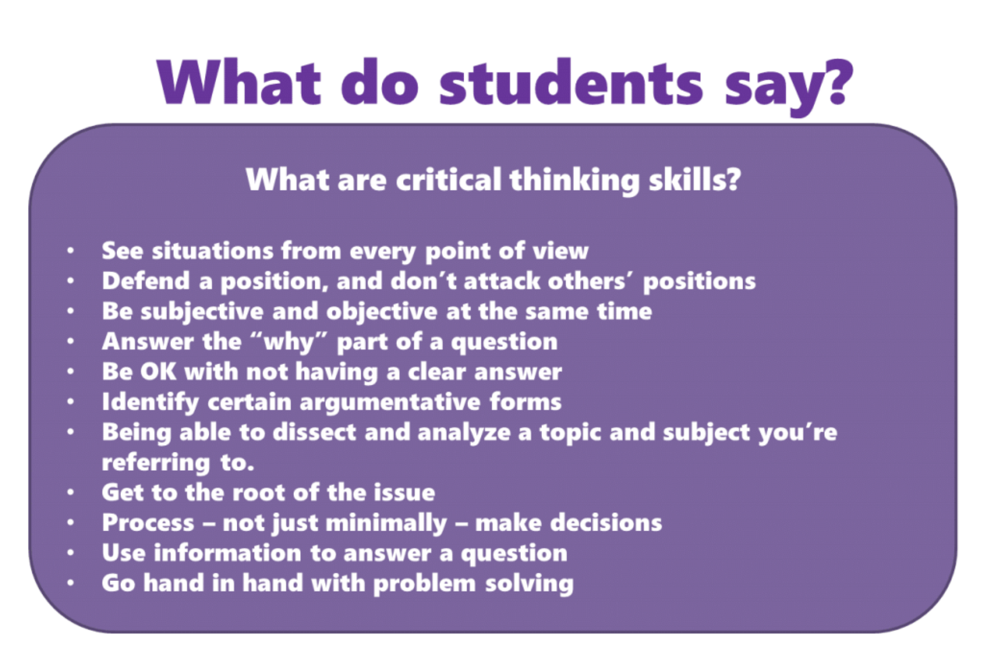 What do students say?
What are critical thinking skills?
• See situations from every point of view
• Defend a position, and don′t attack others′ positions
• Be subjective and objective at the same time
• Answer the “why” part of a question
• Be OK with not having a clear answer
• Identify certain argumentative forms
• Being able to dissect and analyze a topic and subject you′re
referring to.
• Get to the root of the issue
• Process – not just minimally – make decisions
• Use information to answer a question
• Go hand in hand with problem solving